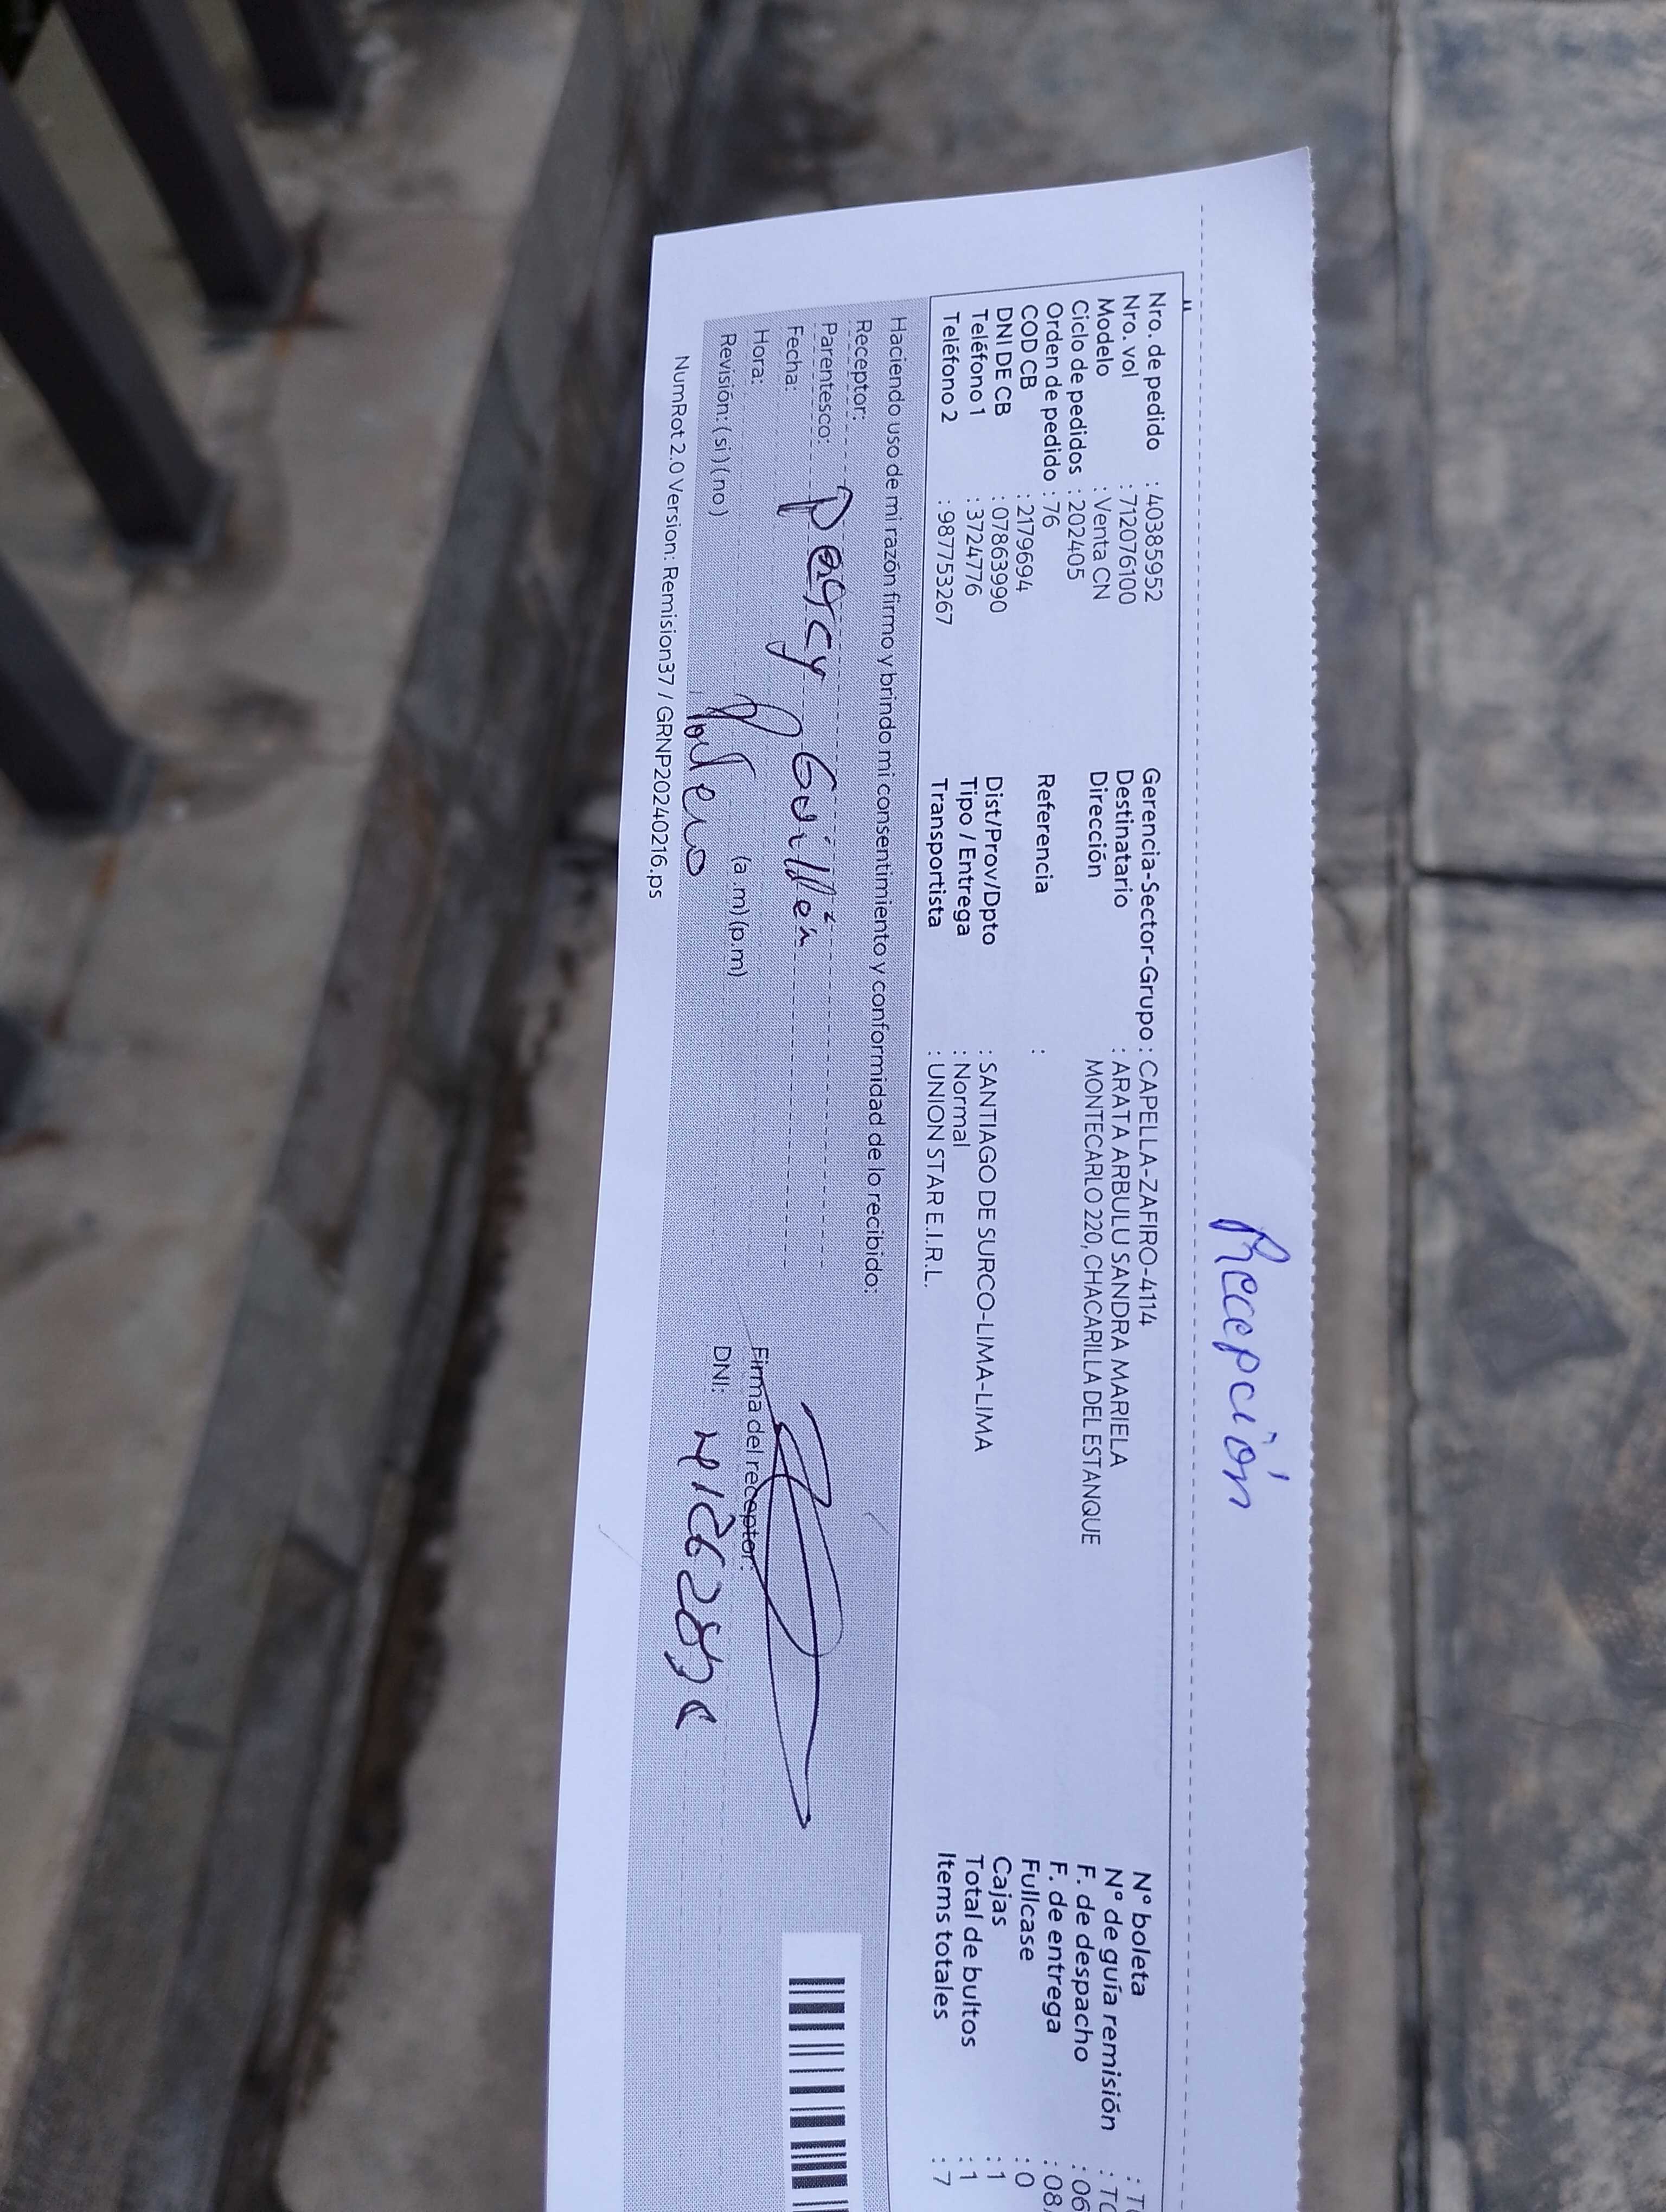 Recepción
Nro. de pedido : 40385952
Nro. vol : 712076100
Modelo : Venta CN
Ciclo de pedidos : 202405
Orden de pedido : 76
COD CB : 2179694
DNI DE CB : 07863990
Teléfono 1 : 3724776
Teléfono 2 : 987753267
Gerencia-Sector-Grupo : CAPELLA-ZAFIRO-4114
Destinatario : ARATA ARBULU SANDRA MARIELA
Dirección MONTECARLO 220, CHACARILLA DEL ESTANQUE
Referencia :
Dist/Prov/Dpto : SANTIAGO DE SURCO-LIMA-LIMA
Tipo / Entrega : Normal
Transportista : UNION STAR E.I.R.L.
N° boleta :
N° de guía remisión :
F. de despacho : 06
F. de entrega : 08
Fullcase : 0
Cajas : 1
Total de bultos : 1
Items totales : 7
Haciendo uso de mi razón firmo y brindo mi consentimiento y conformidad de lo recibido:
Receptor:
Parentesco: Percy Guillén
Fecha:
Hora: (a .m) (p.m)
Revisión: ( si ) ( no )
Firma del receptor:
DNI:
NumRot 2.0 Version: Remision37 / GRNP20240216.ps